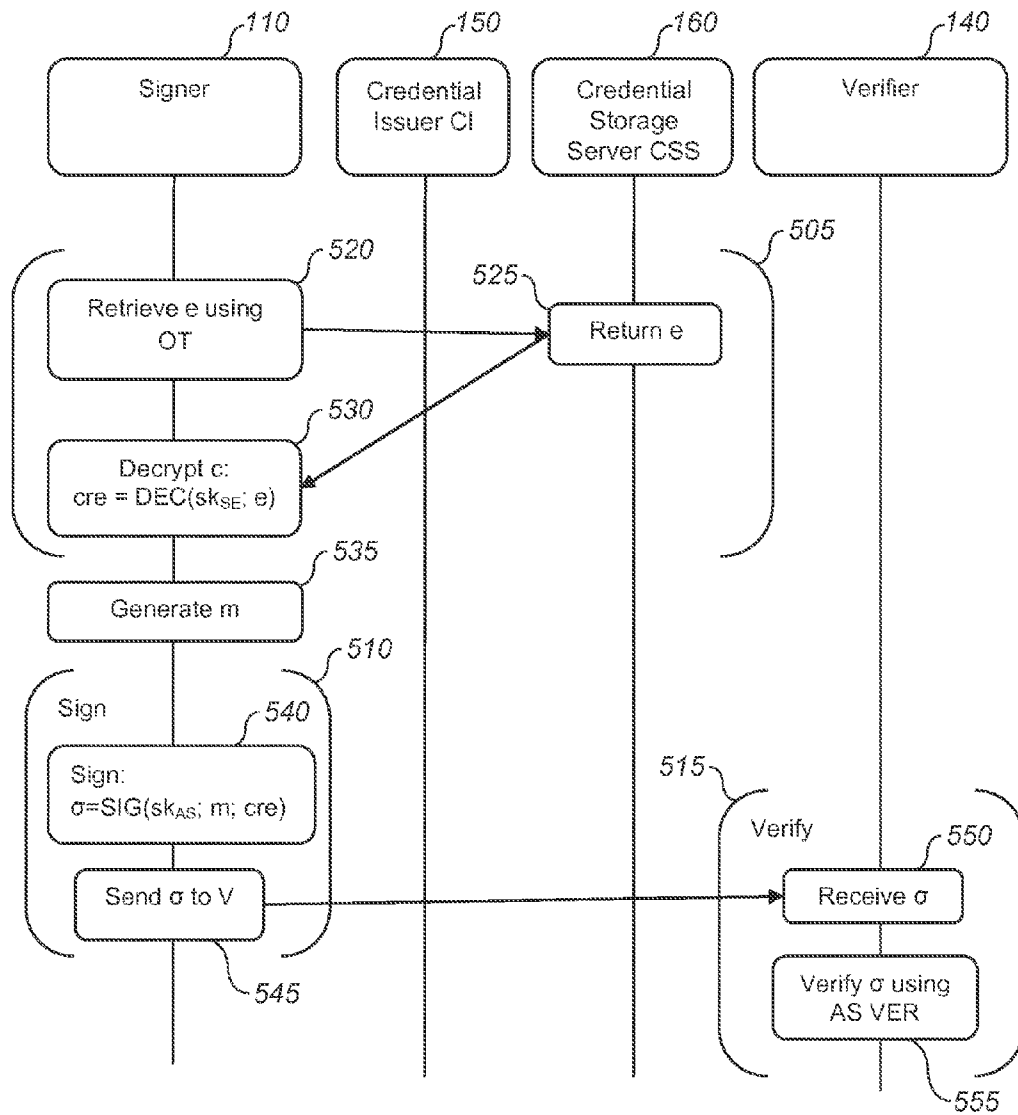 110
150
160
140
Signer
Credential
Issuer CI
Credential
Storage
Server CSS
Verifier
505
520
525
Retrieve e using
OT
Return e
530
Decrypt c:
cre = DEC(sk_SE; e)
535
Generate m
510
Sign
540
Sign:
σ=SIG(sk_AS; m; cre)
515
Verify
550
Send σ to V
Receive σ
545
Verify σ using
AS VER
555